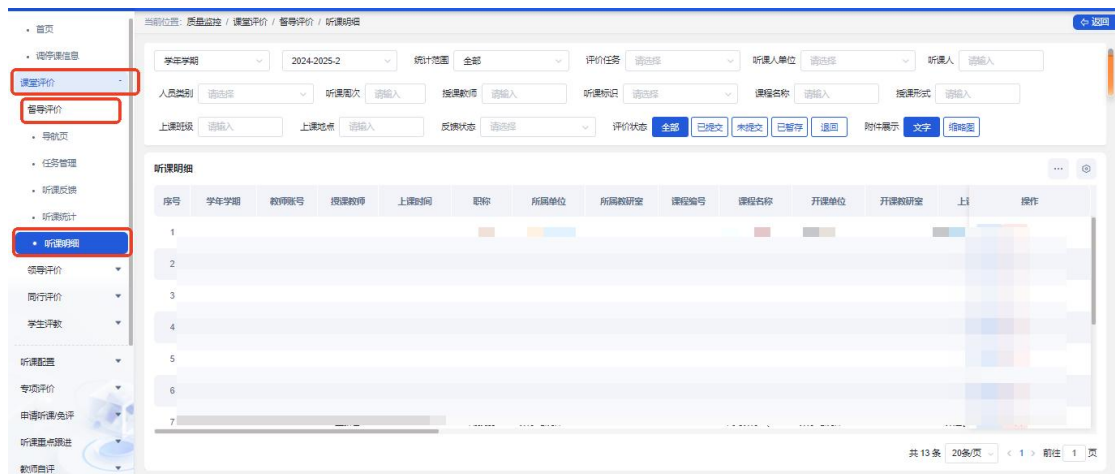 当前位置: 质量监控 / 课堂评价 / 督导评价 / 听课明细
返回
首页
调停课信息
课堂评价
督导评价
导航页
任务管理
听课反馈
听课统计
听课明细
领导评价
同行评价
学生评教
听课配置
专项评价
申请听课/免评
听课重点跟进
教师自评
学年学期 2024-2025-2 统计范围 全部 评价任务 请选择 听课人单位 请选择 听课人 请输入
人员类别 请选择 听课周次 请输入 授课教师 请输入 听课标识 请选择 课程名称 请输入 授课形式 请输入
上课班级 请输入 上课地点 请输入 反馈状态 请选择 评价状态 全部 已提交 未提交 已暂存 退回 附件展示 文字 缩略图
听课明细
序号 学年学期 教师账号 授课教师 上课时间 职称 所属单位 所属教研室 课程编号 课程名称 开课单位 开课教研室 操作
1
2
3
4
5
6
7
共 13 条 20条/页 1 前往 1 页